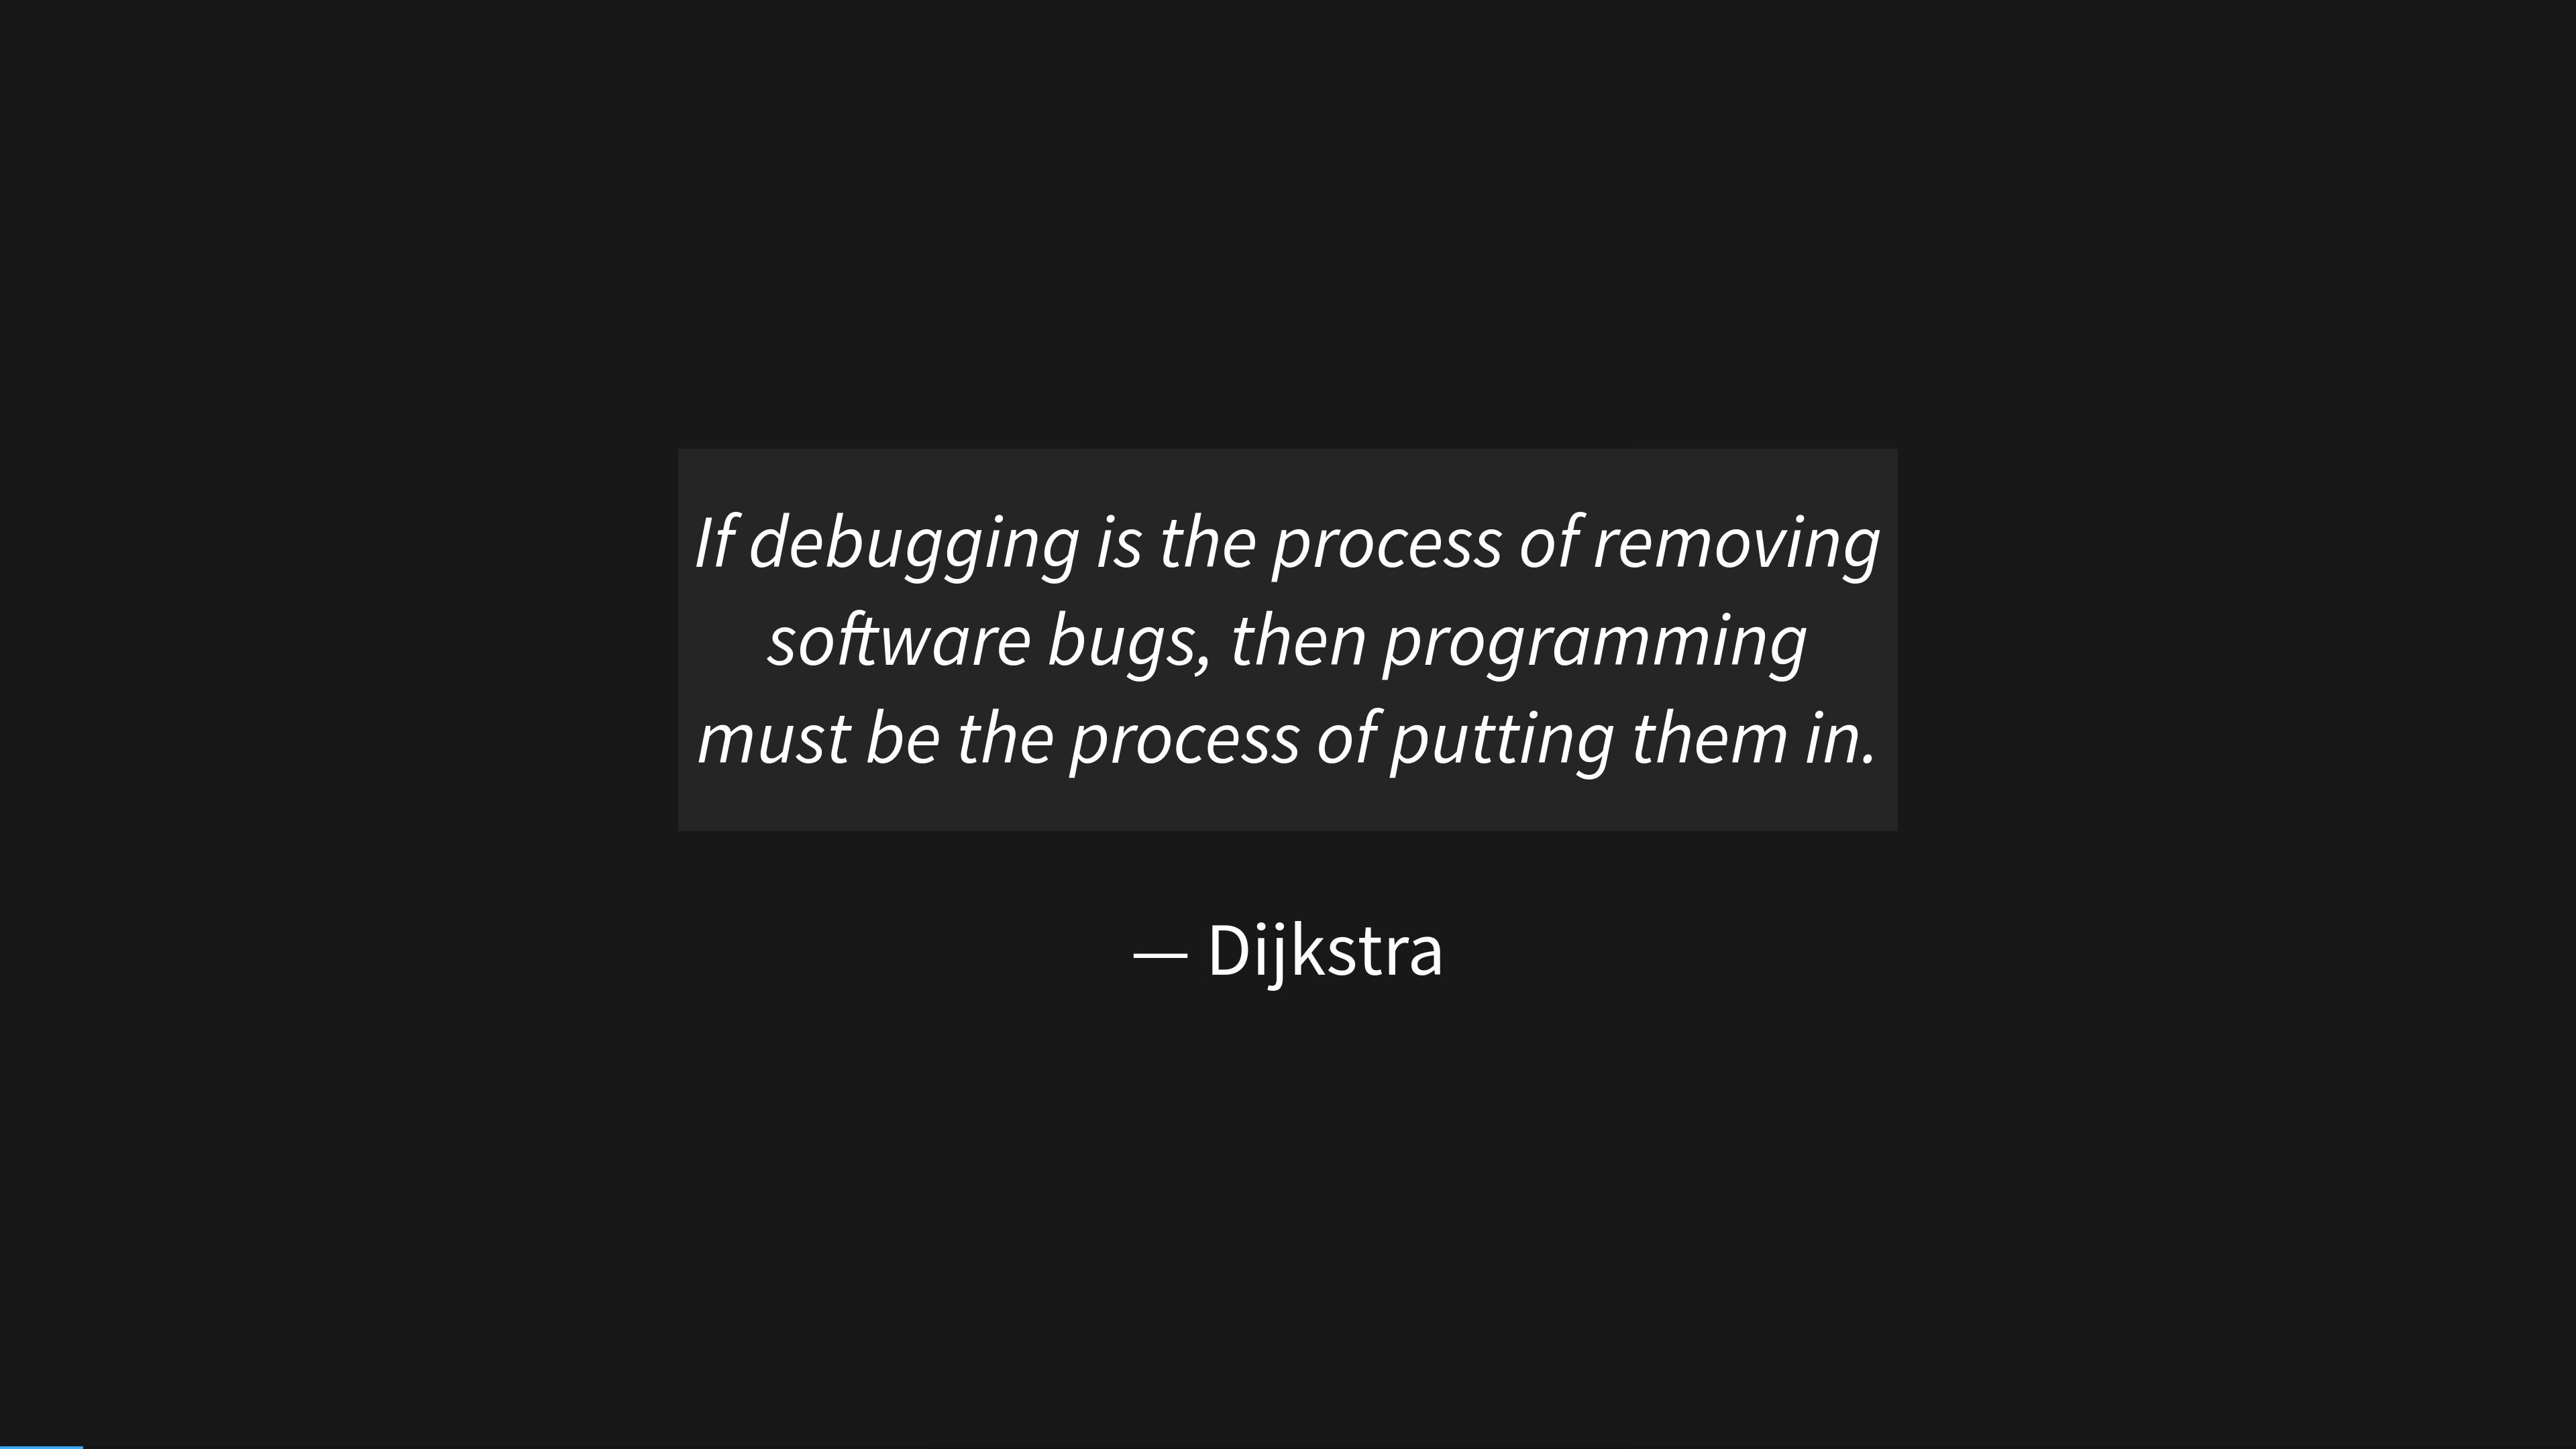 If debugging is the process of removing
software bugs, then programming
must be the process of putting them in.
— Dijkstra